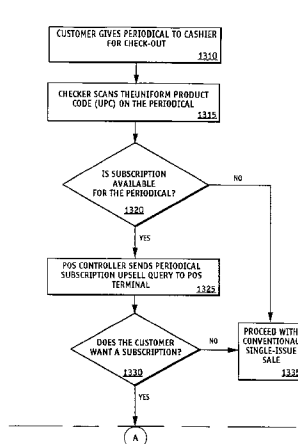 CUSTOMER GIVES PERIODICAL TO CASHIER
FOR CHECK-OUT
1310
CHECKER SCANS THEUNIFORM PRODUCT
CODE (UPC) ON THE PERIODICAL
1315
IS SUBSCRIPTION
AVAILABLE
FOR THE PERIODICAL?
1320
NO
YES
POS CONTROLLER SENDS PERIODICAL
SUBSCRIPTION UPSELL QUERY TO POS
TERMINAL
1325
DOES THE CUSTOMER
WANT A SUBSCRIPTION?
1330
NO
PROCEED WITH
CONVENTIONAL
SINGLE-ISSUE
SALE
1335
YES
A